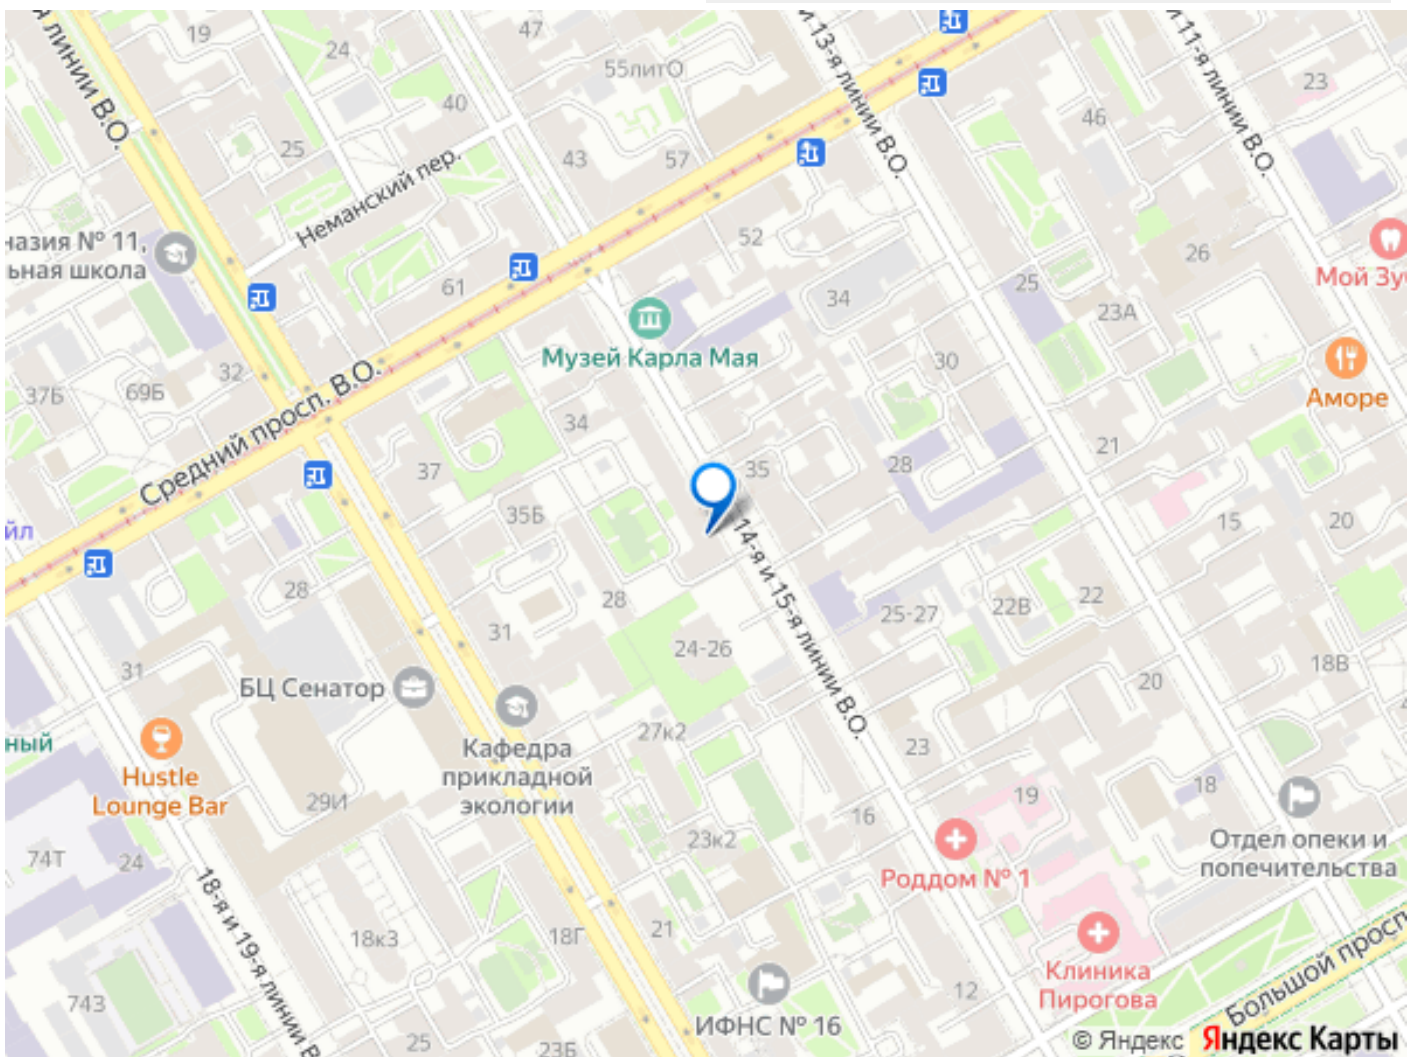 я линии В.О.
19
24
47
55литО
и 13-я линии В.О.
и 11-я линии В.О.
23
40
46
25
43
57
Неманский пер.
назия № 11,
ьная школа
52
26
61
34
25
Мой Зу
23А
Музей Карла Мая
32
37Б
69Б
Средний просп. В.О.
30
Аморе
34
21
37
35
28
35Б
15
20
йл
14-я и 15-я линии В.О.
28
28
25-27
22В
22
31
24-26
31
18В
БЦ Сенатор
20
27к2
ный
Кафедра
прикладной
экологии
23
Hustle
Lounge Bar
29И
19
18
16
23к2
Отдел опеки и
попечительства
74Т
24
Роддом № 1
18-я и 19-я линии В
18к3
18Г
21
Клиника
Пирогова
Большой просп
12
743
ИФНС № 16
25
23Б
© Яндекс Яндекс Карты